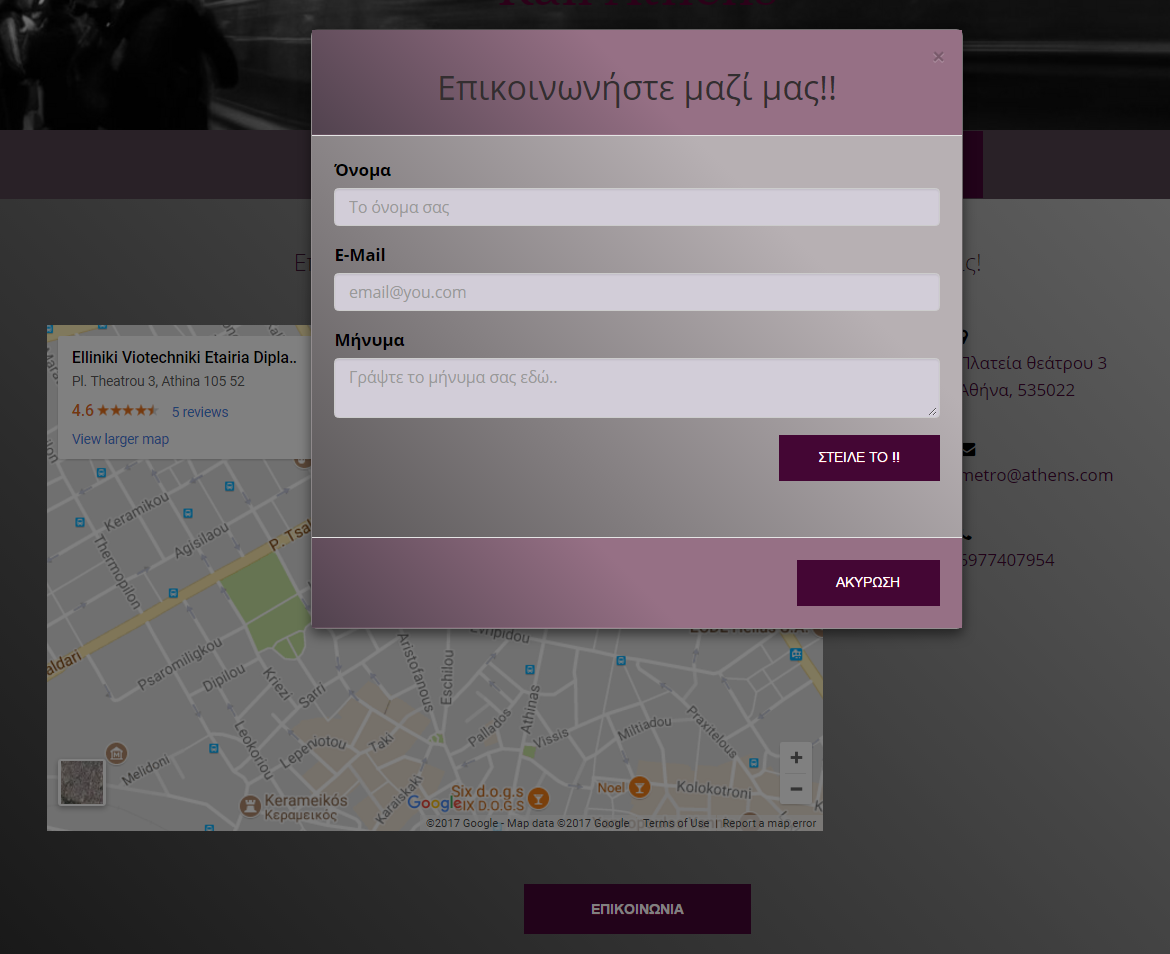 Επικοινωνήστε μαζί μας!!
×
Όνομα
Το όνομα σας
E-Mail
email@you.com
Μήνυμα
Γράψτε το μήνυμα σας εδώ..
ΣΤΕΙΛΕ ΤΟ !!
ΑΚΥΡΩΣΗ
Elliniki Viotechniki Etairia Dipla..
Pl. Theatrou 3, Athina 105 52
4.6 5 reviews
View larger map
Keramikou
Agisilaou
Thermopilon
P. Tsal
aldari
Psaromiligkou
Dipilou
Kriezi
Sarri
Leokoriou
Lepeniotou
Taki
Melidoni
Kerameikós
Κεραμεικός
Karaiskaki
Aristofanous
Eschilou
Evripidou
Pallados
Athinas
Vissis
Miltiadou
Praxitelous
Kolokotroni
Noel
Six d.o.g.s
SIX D.O.G.S
Google
+
−
©2017 Google - Map data ©2017 Google Terms of Use Report a map error
Πλατεία θεάτρου 3
Αθήνα, 535022
metro@athens.com
6977407954
ΕΠΙΚΟΙΝΩΝΙΑ